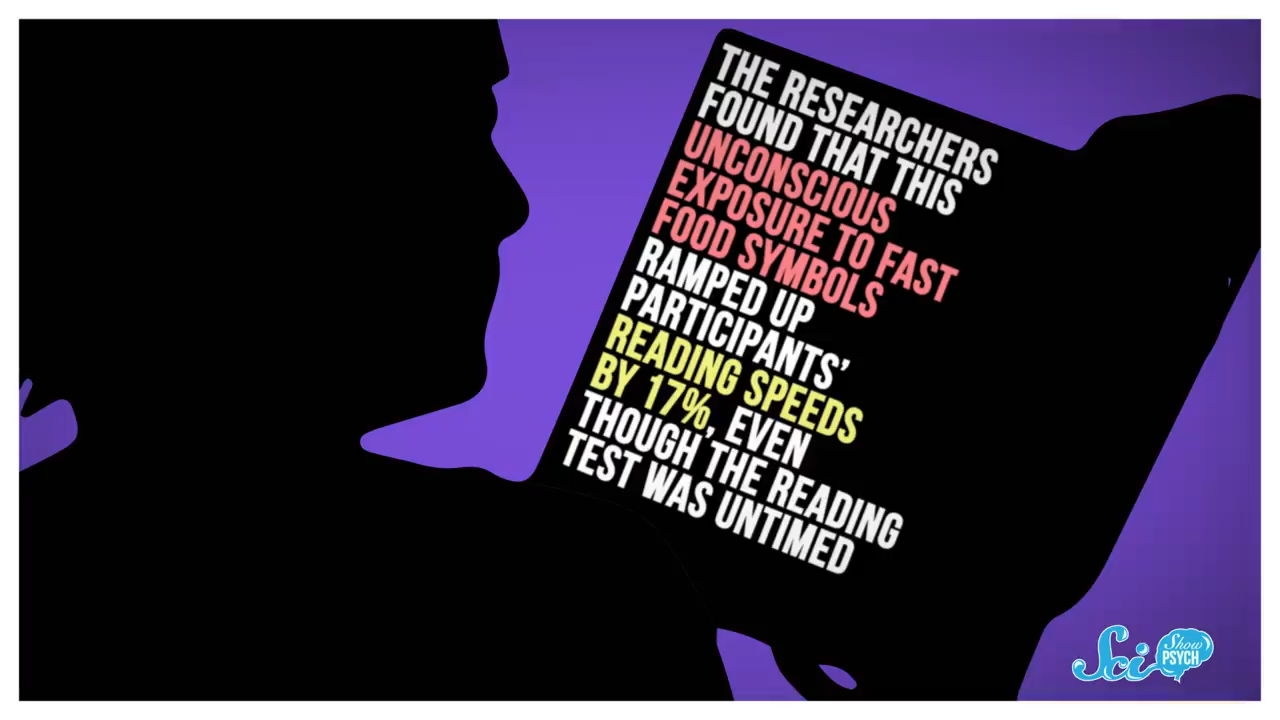 THE RESEARCHERS
FOUND THAT THIS
UNCONSCIOUS
EXPOSURE TO FAST
FOOD SYMBOLS
RAMPED UP
PARTICIPANTS’
READING SPEEDS
BY 17%, EVEN
THOUGH THE READING
TEST WAS UNTIMED
Sci Show
PSYCH